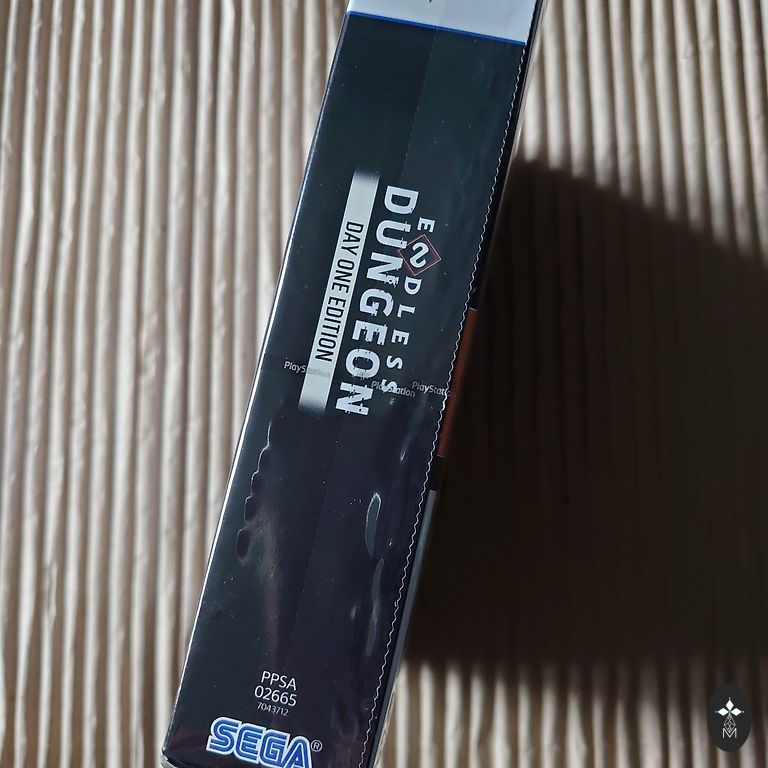 ENDLESS
DUNGEON
DAY ONE EDITION
PlayStation PlayStation PlayStation
PPSA
02665
7043712
SEGA®
M